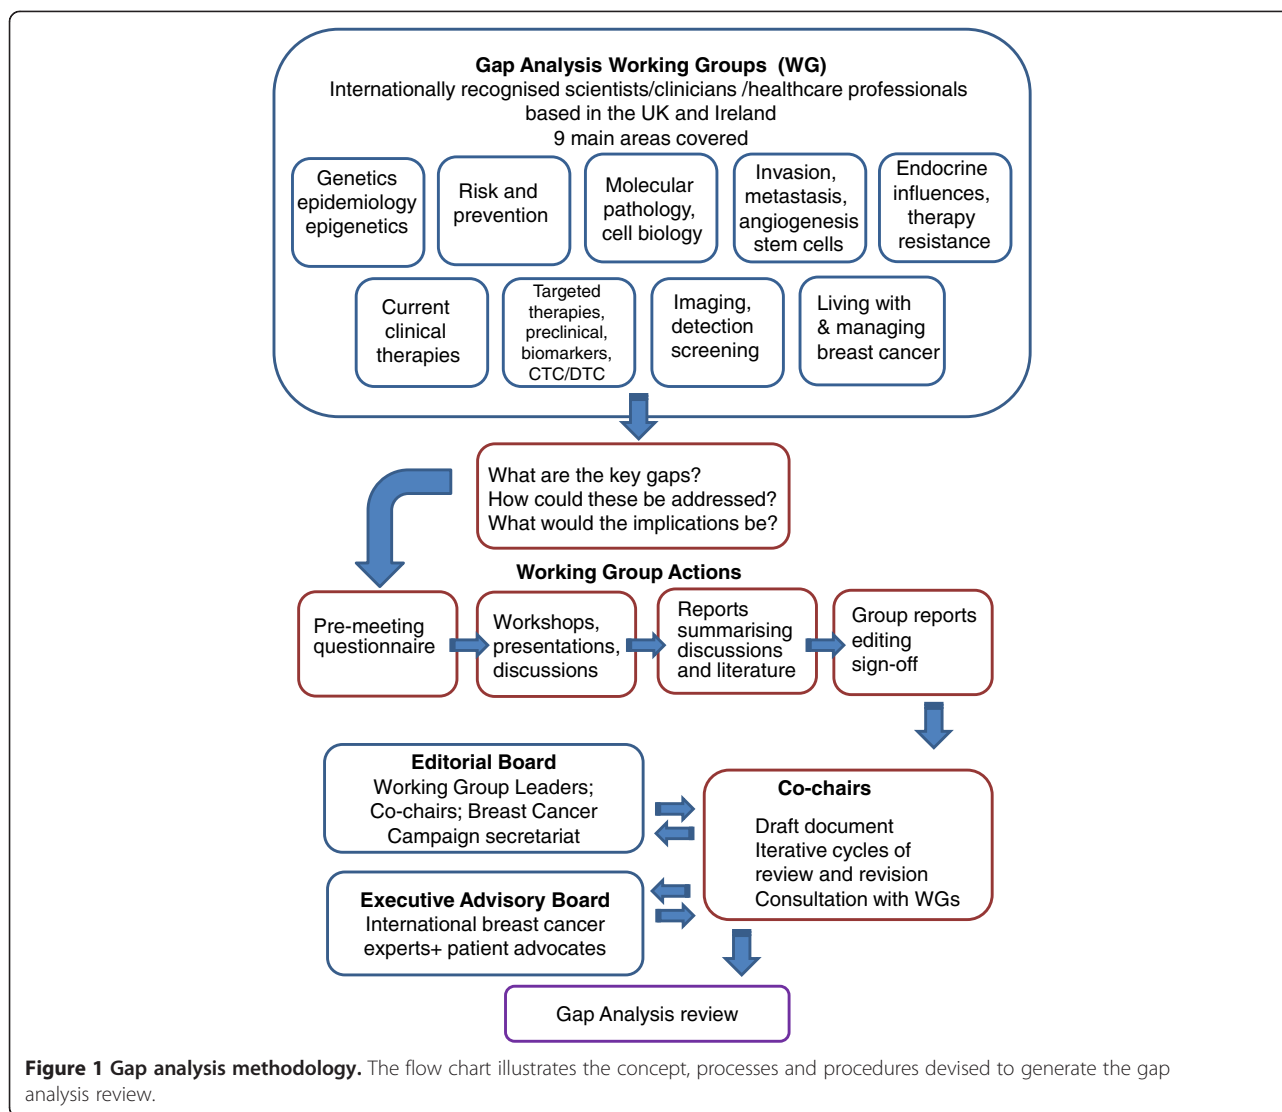 Gap Analysis Working Groups (WG)
Internationally recognised scientists/clinicians /healthcare professionals
based in the UK and Ireland
9 main areas covered
Genetics
epidemiology
epigenetics
Risk and
prevention
Molecular
pathology,
cell biology
Invasion,
metastasis,
angiogenesis
stem cells
Endocrine
influences,
therapy
resistance
Current
clinical
therapies
Targeted
therapies,
preclinical,
biomarkers,
CTC/DTC
Imaging,
detection
screening
Living with
& managing
breast cancer
What are the key gaps?
How could these be addressed?
What would the implications be?
Working Group Actions
Pre-meeting
questionnaire
Workshops,
presentations,
discussions
Reports
summarising
discussions
and literature
Group reports
editing
sign-off
Editorial Board
Working Group Leaders;
Co-chairs; Breast Cancer
Campaign secretariat
Co-chairs
Draft document
Iterative cycles of
review and revision
Consultation with WGs
Executive Advisory Board
International breast cancer
experts+ patient advocates
Gap Analysis review
Figure 1 Gap analysis methodology. The flow chart illustrates the concept, processes and procedures devised to generate the gap
analysis review.